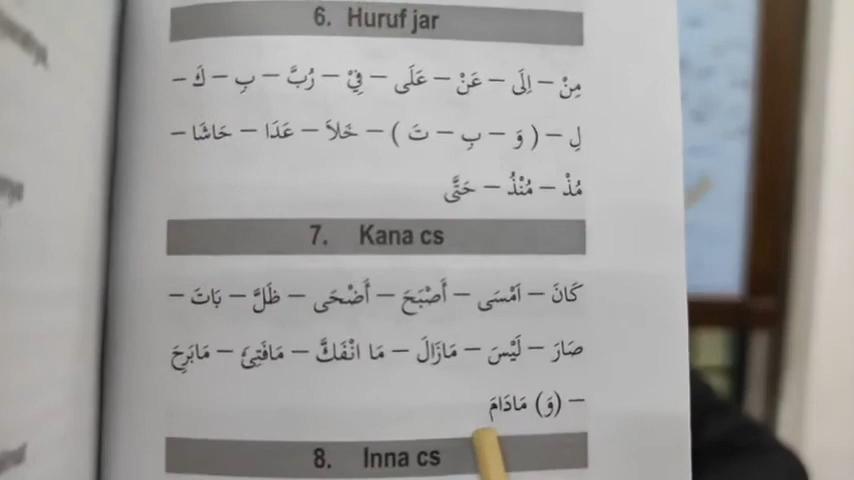 6. Huruf jar
مِنْ – اِلَى – عَنْ – عَلَى – فِيْ – رُبَّ – بِ – كَ –
لِ – ( وَ – بِ – تَ ) – خَلاَ – عَدَا – حَاشَا –
مُذْ – مُنْذُ – حَتَّى
7. Kana cs
كَانَ – اَمْسَى – أَصْبَحَ – أَضْحَى – ظَلَّ – بَاتَ –
صَارَ – لَيْسَ – مَازَالَ – مَا انْفَكَّ – مَافَتِئَ – مَابَرِحَ
– (وَ) مَادَامَ
8. Inna cs